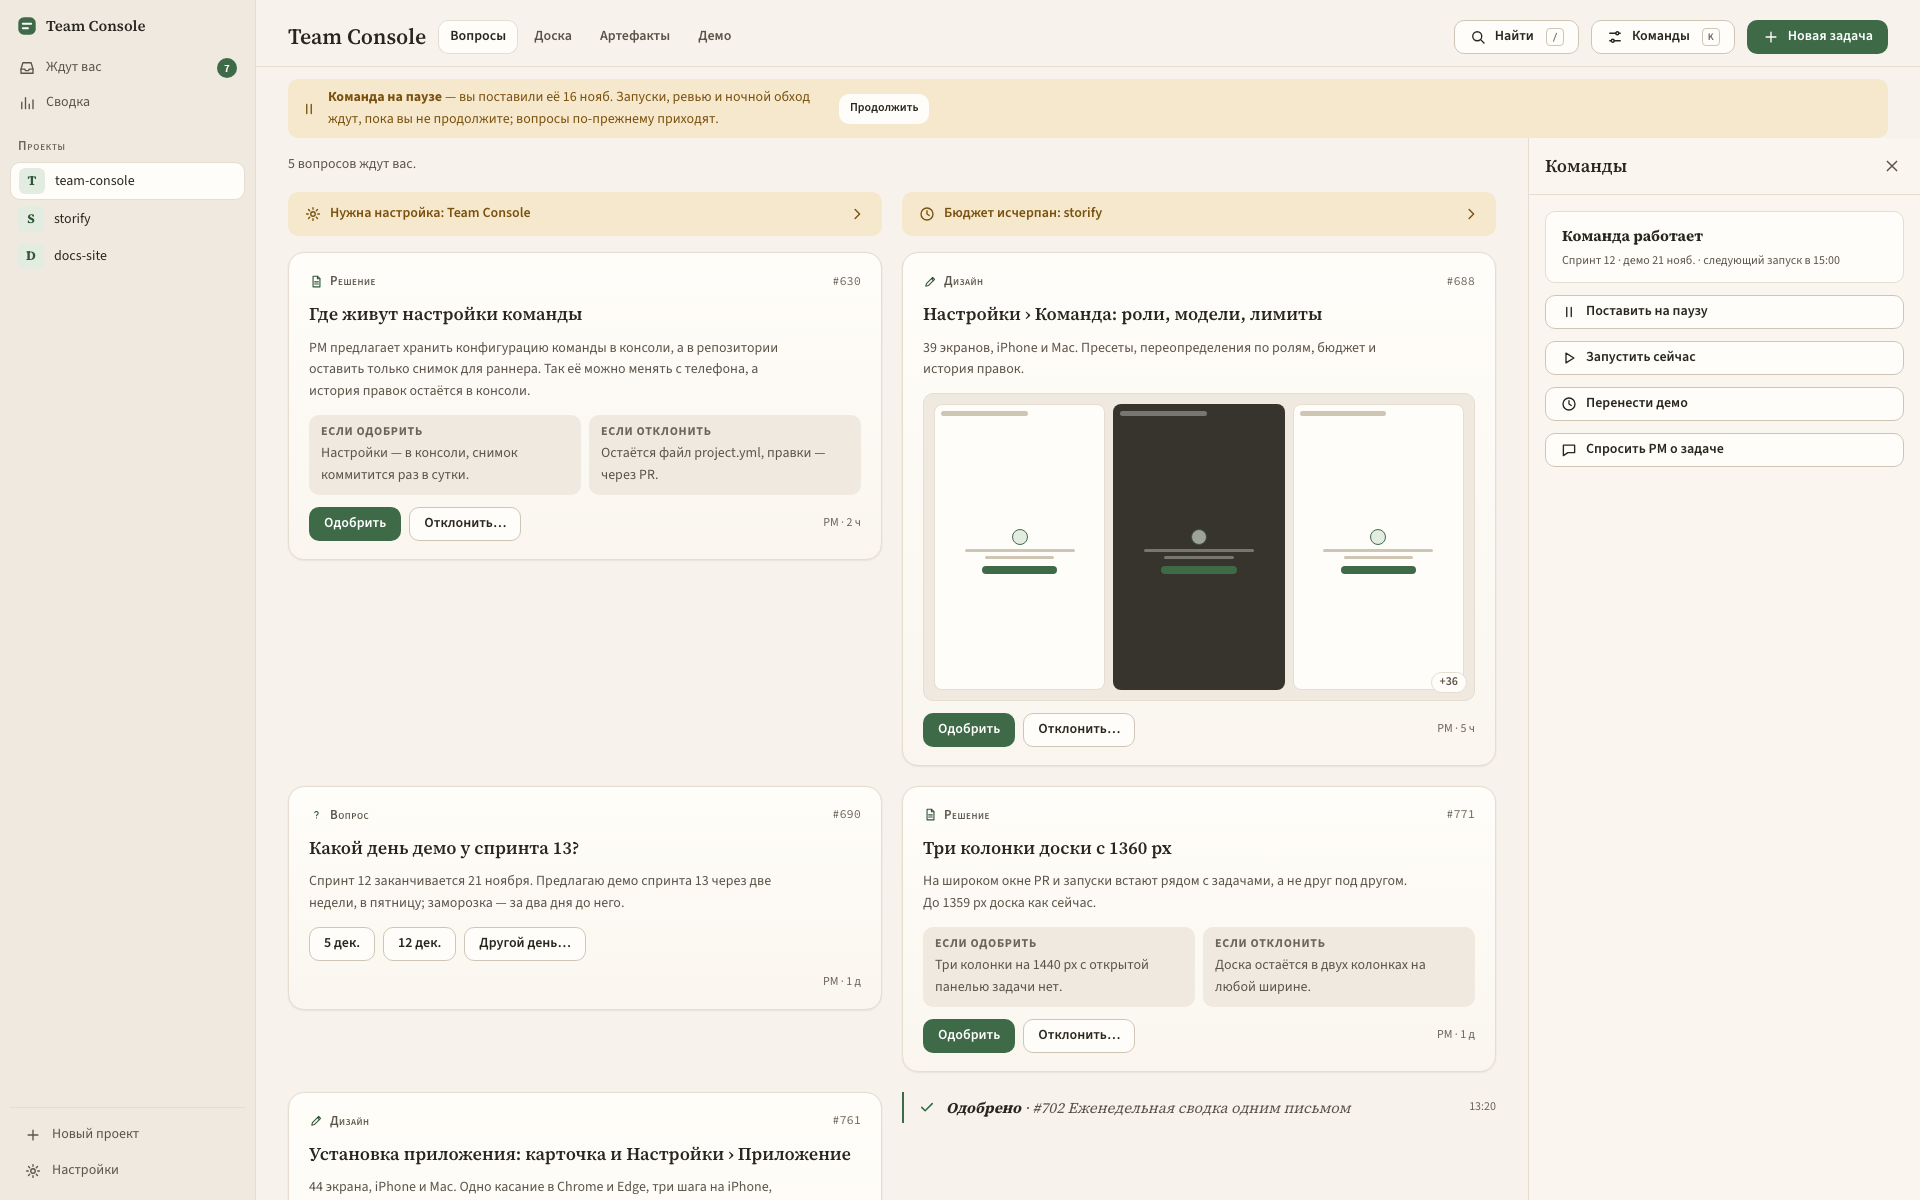 Team Console
Ждут вас
7
Сводка
Проекты
T team-console
S storify
D docs-site
Новый проект
Настройки
Team Console
Вопросы
Доска
Артефакты
Демо
Найти /
Команды K
Новая задача
Команда на паузе — вы поставили её 16 нояб. Запуски, ревью и ночной обход
ждут, пока вы не продолжите; вопросы по-прежнему приходят.
Продолжить
5 вопросов ждут вас.
Нужна настройка: Team Console
Бюджет исчерпан: storify
Решение
#630
Где живут настройки команды
PM предлагает хранить конфигурацию команды в консоли, а в репозитории
оставить только снимок для раннера. Так её можно менять с телефона, а
история правок остаётся в консоли.
ЕСЛИ ОДОБРИТЬ
Настройки — в консоли, снимок
коммитится раз в сутки.
ЕСЛИ ОТКЛОНИТЬ
Остаётся файл project.yml, правки —
через PR.
Одобрить
Отклонить…
PM · 2 ч
Дизайн
#688
Настройки › Команда: роли, модели, лимиты
39 экранов, iPhone и Mac. Пресеты, переопределения по ролям, бюджет и
история правок.
+36
Одобрить
Отклонить…
PM · 5 ч
? Вопрос
#690
Какой день демо у спринта 13?
Спринт 12 заканчивается 21 ноября. Предлагаю демо спринта 13 через две
недели, в пятницу; заморозка — за два дня до него.
5 дек.
12 дек.
Другой день…
PM · 1 д
Решение
#771
Три колонки доски с 1360 px
На широком окне PR и запуски встают рядом с задачами, а не друг под другом.
До 1359 px доска как сейчас.
ЕСЛИ ОДОБРИТЬ
Три колонки на 1440 px с открытой
панелью задачи нет.
ЕСЛИ ОТКЛОНИТЬ
Доска остаётся в двух колонках на
любой ширине.
Одобрить
Отклонить…
PM · 1 д
Дизайн
#761
Установка приложения: карточка и Настройки › Приложение
44 экрана, iPhone и Mac. Одно касание в Chrome и Edge, три шага на iPhone,
Одобрено · #702 Еженедельная сводка одним письмом
13:20
Команды
Команда работает
Спринт 12 · демо 21 нояб. · следующий запуск в 15:00
Поставить на паузу
Запустить сейчас
Перенести демо
Спросить PM о задаче